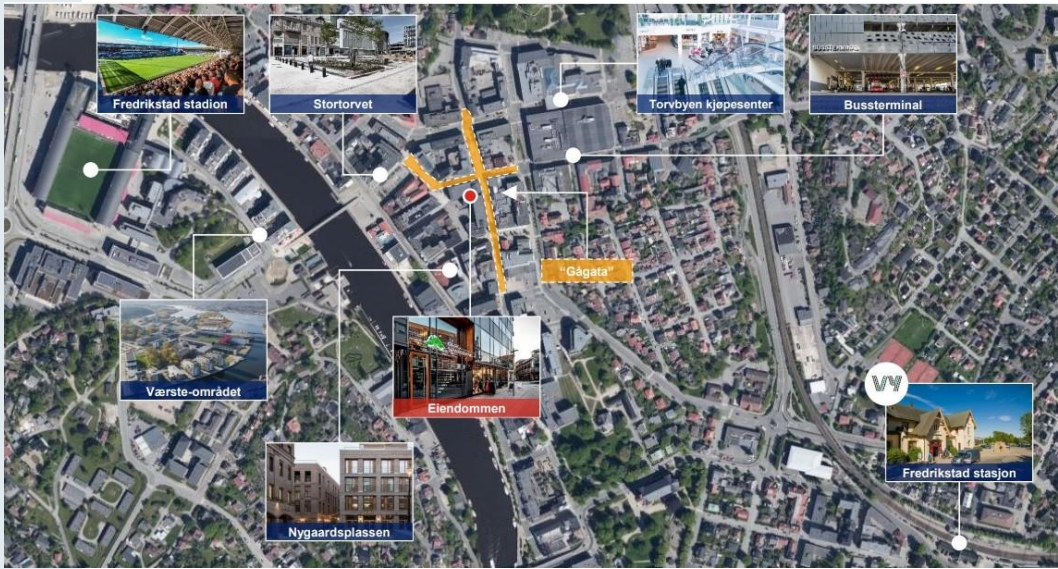 Fredrikstad stadion
Stortorvet
Torvbyen kjøpesenter
Bussterminal
"Gågata"
Værste-området
Eiendommen
Nygaardsplassen
VY
Fredrikstad stasjon